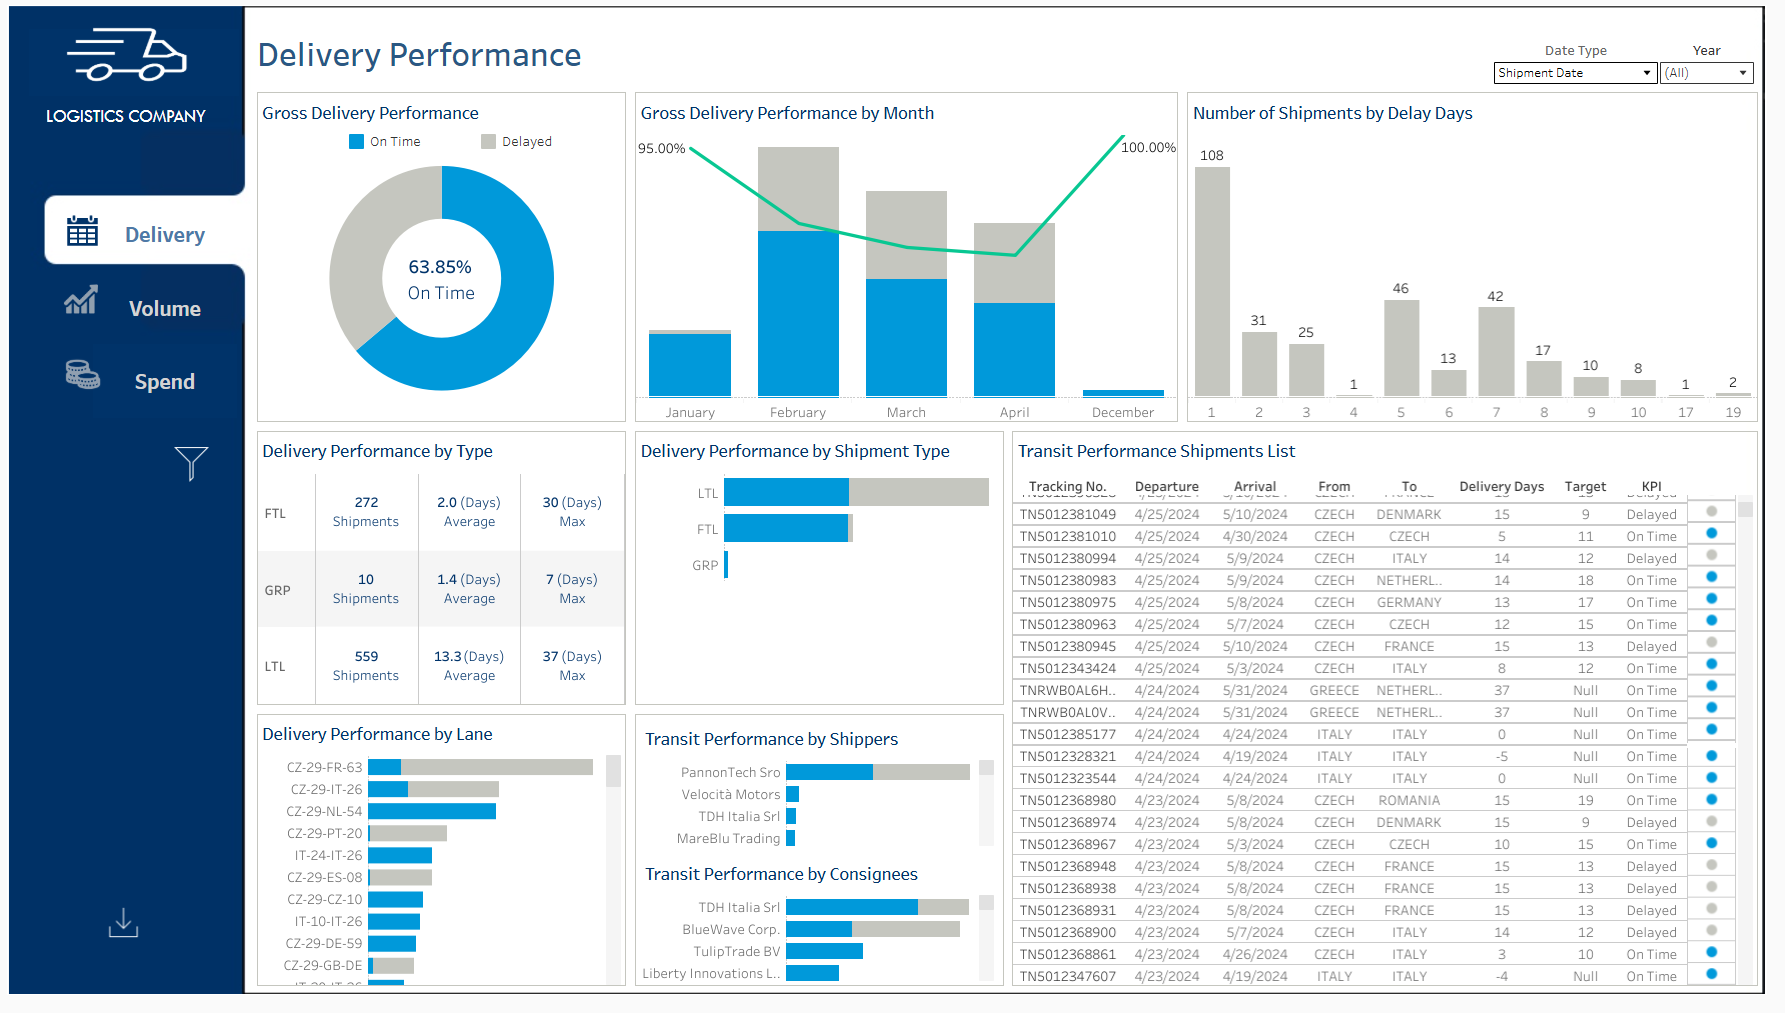 LOGISTICS COMPANY
Delivery
Volume
Spend
Delivery Performance
Date Type
Year
Shipment Date
(All)
Gross Delivery Performance
On Time
Delayed
63.85%
On Time
Gross Delivery Performance by Month
95.00%
100.00%
January February March April December
Number of Shipments by Delay Days
108
31
25
1
46
13
42
17
10
8
1
2
1 2 3 4 5 6 7 8 9 10 17 19
Delivery Performance by Type
FTL 272 Shipments 2.0 (Days) Average 30 (Days) Max
GRP 10 Shipments 1.4 (Days) Average 7 (Days) Max
LTL 559 Shipments 13.3 (Days) Average 37 (Days) Max
Delivery Performance by Shipment Type
LTL
FTL
GRP
Transit Performance Shipments List
Tracking No. Departure Arrival From To Delivery Days Target KPI
TN5012381049 4/25/2024 5/10/2024 CZECH DENMARK 15 9 Delayed
TN5012381010 4/25/2024 4/30/2024 CZECH CZECH 5 11 On Time
TN5012380994 4/25/2024 5/9/2024 CZECH ITALY 14 12 Delayed
TN5012380983 4/25/2024 5/9/2024 CZECH NETHERL.. 14 18 On Time
TN5012380975 4/25/2024 5/8/2024 CZECH GERMANY 13 17 On Time
TN5012380963 4/25/2024 5/7/2024 CZECH CZECH 12 15 On Time
TN5012380945 4/25/2024 5/10/2024 CZECH FRANCE 15 13 Delayed
TN5012343424 4/25/2024 5/3/2024 CZECH ITALY 8 12 On Time
TNRWB0AL6H.. 4/24/2024 5/31/2024 GREECE NETHERL.. 37 Null On Time
TNRWB0AL0V.. 4/24/2024 5/31/2024 GREECE NETHERL.. 37 Null On Time
TN5012385177 4/24/2024 4/24/2024 ITALY ITALY 0 Null On Time
TN5012328321 4/24/2024 4/19/2024 ITALY ITALY -5 Null On Time
TN5012323544 4/24/2024 4/24/2024 ITALY ITALY 0 Null On Time
TN5012368980 4/23/2024 5/8/2024 CZECH ROMANIA 15 19 On Time
TN5012368974 4/23/2024 5/8/2024 CZECH DENMARK 15 9 Delayed
TN5012368967 4/23/2024 5/3/2024 CZECH CZECH 10 15 On Time
TN5012368948 4/23/2024 5/8/2024 CZECH FRANCE 15 13 Delayed
TN5012368938 4/23/2024 5/8/2024 CZECH FRANCE 15 13 Delayed
TN5012368931 4/23/2024 5/8/2024 CZECH FRANCE 15 13 Delayed
TN5012368900 4/23/2024 5/7/2024 CZECH ITALY 14 12 Delayed
TN5012368861 4/23/2024 4/26/2024 CZECH ITALY 3 10 On Time
TN5012347607 4/23/2024 4/19/2024 ITALY ITALY -4 Null On Time
Delivery Performance by Lane
CZ-29-FR-63
CZ-29-IT-26
CZ-29-NL-54
CZ-29-PT-20
IT-24-IT-26
CZ-29-ES-08
CZ-29-CZ-10
IT-10-IT-26
CZ-29-DE-59
CZ-29-GB-DE
Transit Performance by Shippers
PannonTech Sro
Velocità Motors
TDH Italia Srl
MareBlu Trading
Transit Performance by Consignees
TDH Italia Srl
BlueWave Corp.
TulipTrade BV
Liberty Innovations L..